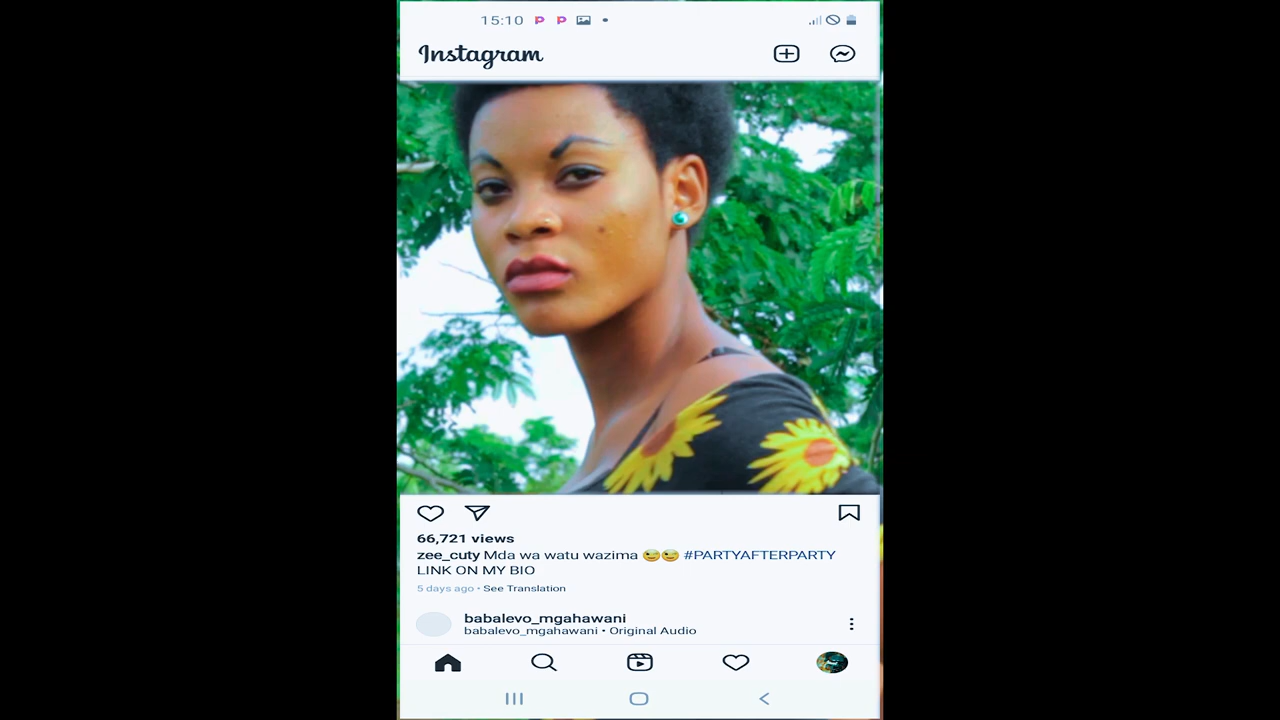 15:10
Instagram
66,721 views
zee_cuty Mda wa watu wazima 😉😉 #PARTYAFTERPARTY
LINK ON MY BIO
5 days ago • See Translation
babalevo_mgahawani
babalevo_mgahawani • Original Audio